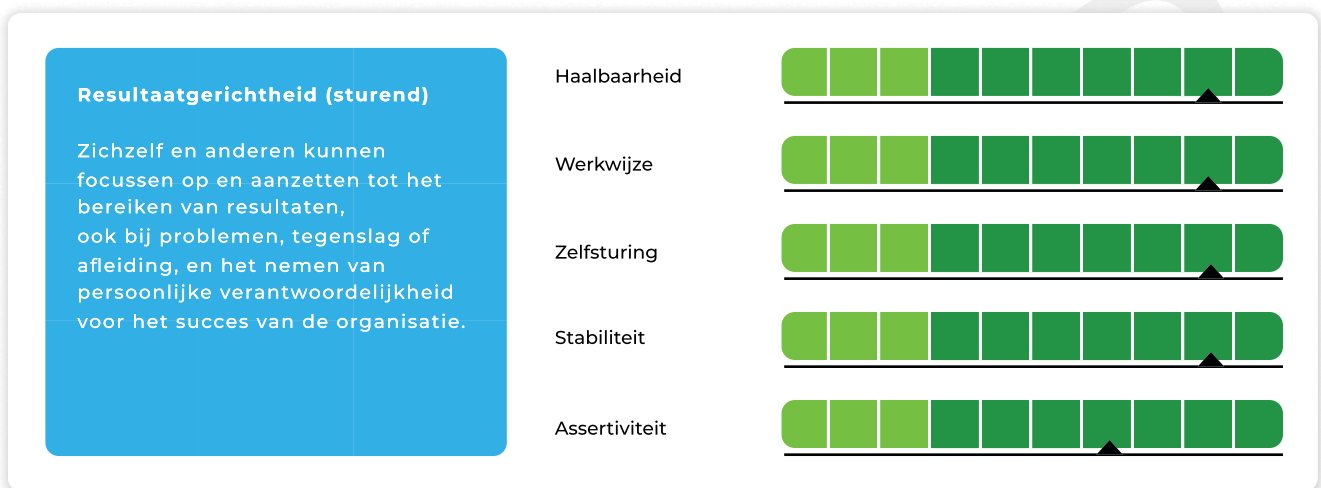 Resultaatgerichtheid (sturend)
Zichzelf en anderen kunnen
focussen op en aanzetten tot het
bereiken van resultaten,
ook bij problemen, tegenslag of
afleiding, en het nemen van
persoonlijke verantwoordelijkheid
voor het succes van de organisatie.
Haalbaarheid
Werkwijze
Zelfsturing
Stabiliteit
Assertiviteit